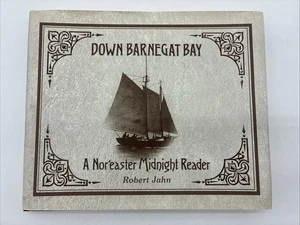 DOWN BARNEGAT BAY
A Nor'easter Midnight Reader
Robert Jahn